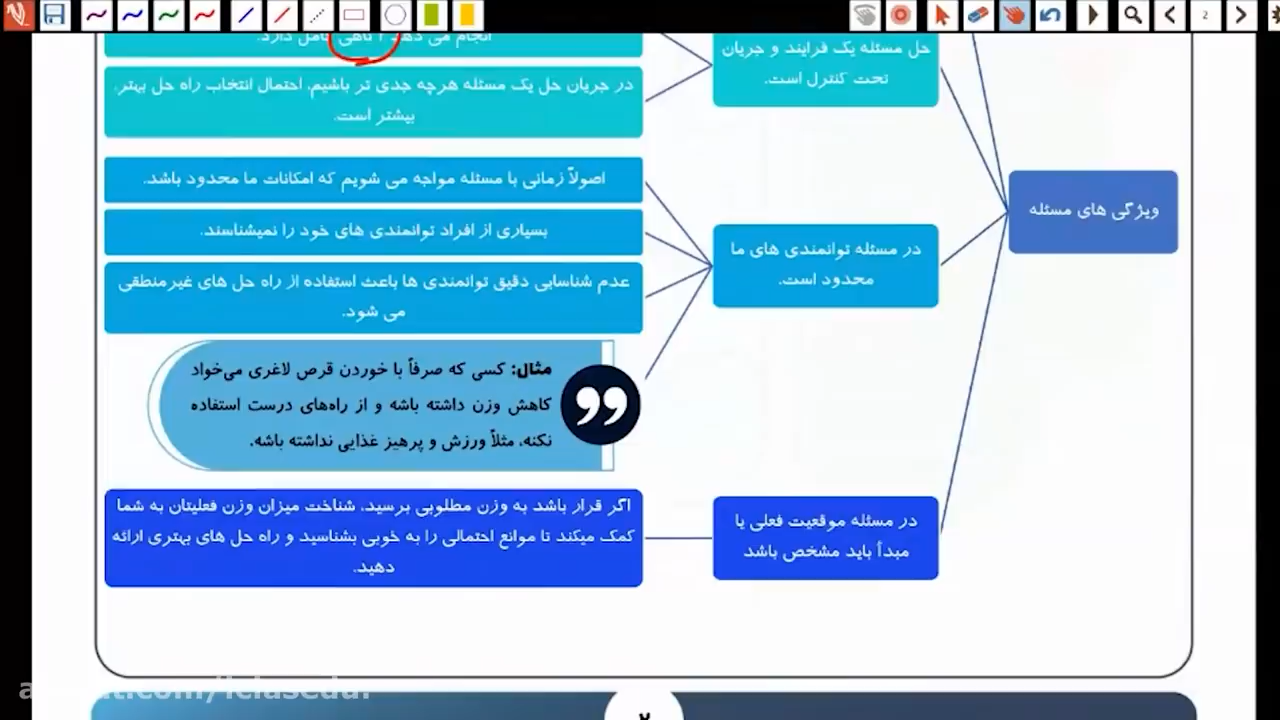 2
انجام می دهد
دارد.
حل مسئله یک فرایند و جریان
تحت کنترل است.
در جریان حل یک مسئله هرچه جدی تر باشیم، احتمال انتخاب راه حل بهتر،
بیشتر است.
ویژگی های مسئله
در مسئله توانمندی های ما
محدود است.
اصولاً زمانی با مسئله مواجه می شویم که امکانات ما محدود باشد.
بسیاری از افراد توانمندی های خود را نمیشناسند.
عدم شناسایی دقیق توانمندی ها باعث استفاده از راه حل های غیرمنطقی
می شود.
مثال: کسی که صرفاً با خوردن قرص لاغری می‌خواد
کاهش وزن داشته باشه و از راه‌های درست استفاده
نکنه، مثلاً ورزش و پرهیز غذایی نداشته باشه.
در مسئله موقعیت فعلی یا
مبدأ باید مشخص باشد
اگر قرار باشد به وزن مطلوبی برسید، شناخت میزان وزن فعلیتان به شما
کمک میکند تا موانع احتمالی را به خوبی بشناسید و راه حل های بهتری ارائه
دهید.
۲